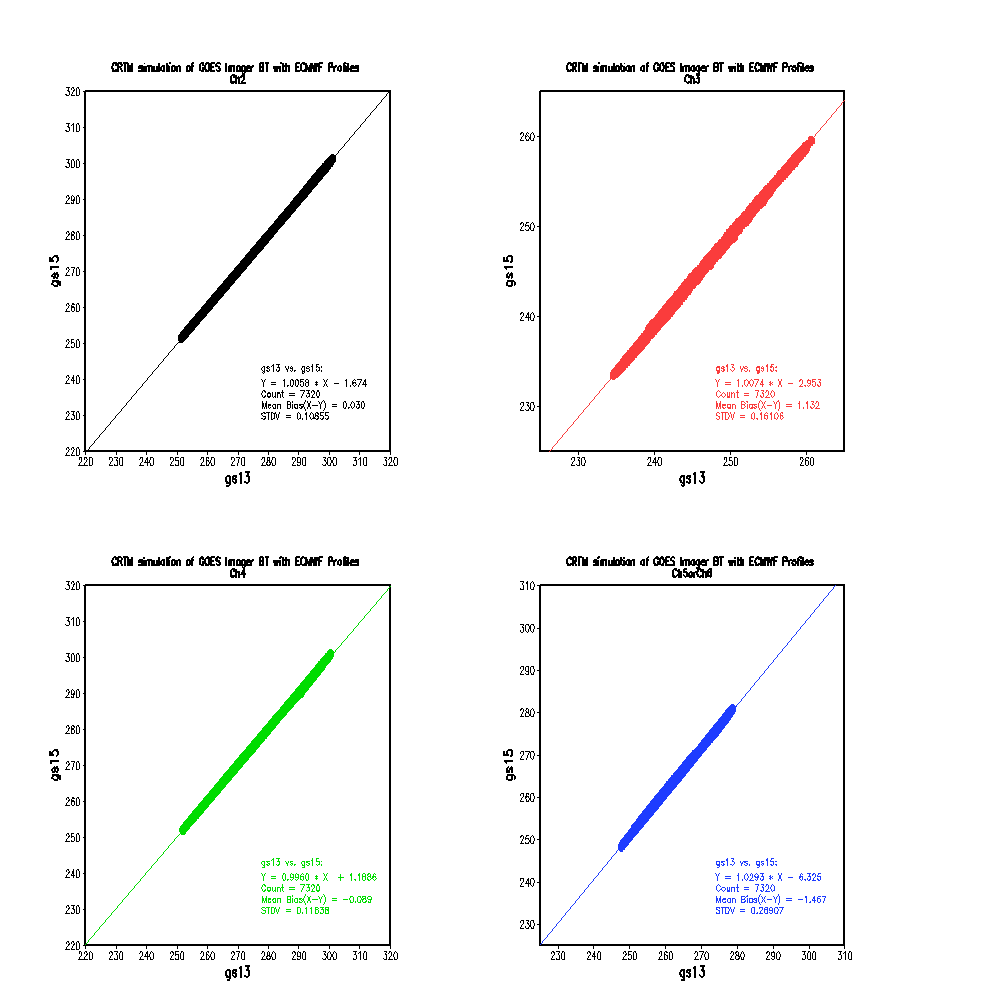 CRTM simulation of GOES Imager BT with ECMWF Profiles
Ch2
320
310
300
290
280
270
260
250
240
230
220
gs15
gs13 vs. gs15:
Y = 1.0058 * X - 1.674
Count = 7320
Mean Bias(X-Y) = 0.030
STDV = 0.10855
220 230 240 250 260 270 280 290 300 310 320
gs13
CRTM simulation of GOES Imager BT with ECMWF Profiles
Ch3
260
250
240
230
gs15
gs13 vs. gs15:
Y = 1.0074 * X - 2.953
Count = 7320
Mean Bias(X-Y) = 1.132
STDV = 0.16106
230 240 250 260
gs13
CRTM simulation of GOES Imager BT with ECMWF Profiles
Ch4
320
310
300
290
280
270
260
250
240
230
220
gs15
gs13 vs. gs15:
Y = 0.9960 * X + 1.1886
Count = 7320
Mean Bias(X-Y) = -0.089
STDV = 0.11838
220 230 240 250 260 270 280 290 300 310 320
gs13
CRTM simulation of GOES Imager BT with ECMWF Profiles
Ch5orCh6
310
300
290
280
270
260
250
240
230
gs15
gs13 vs. gs15:
Y = 1.0293 * X - 6.325
Count = 7320
Mean Bias(X-Y) = -1.467
STDV = 0.26907
230 240 250 260 270 280 290 300 310
gs13